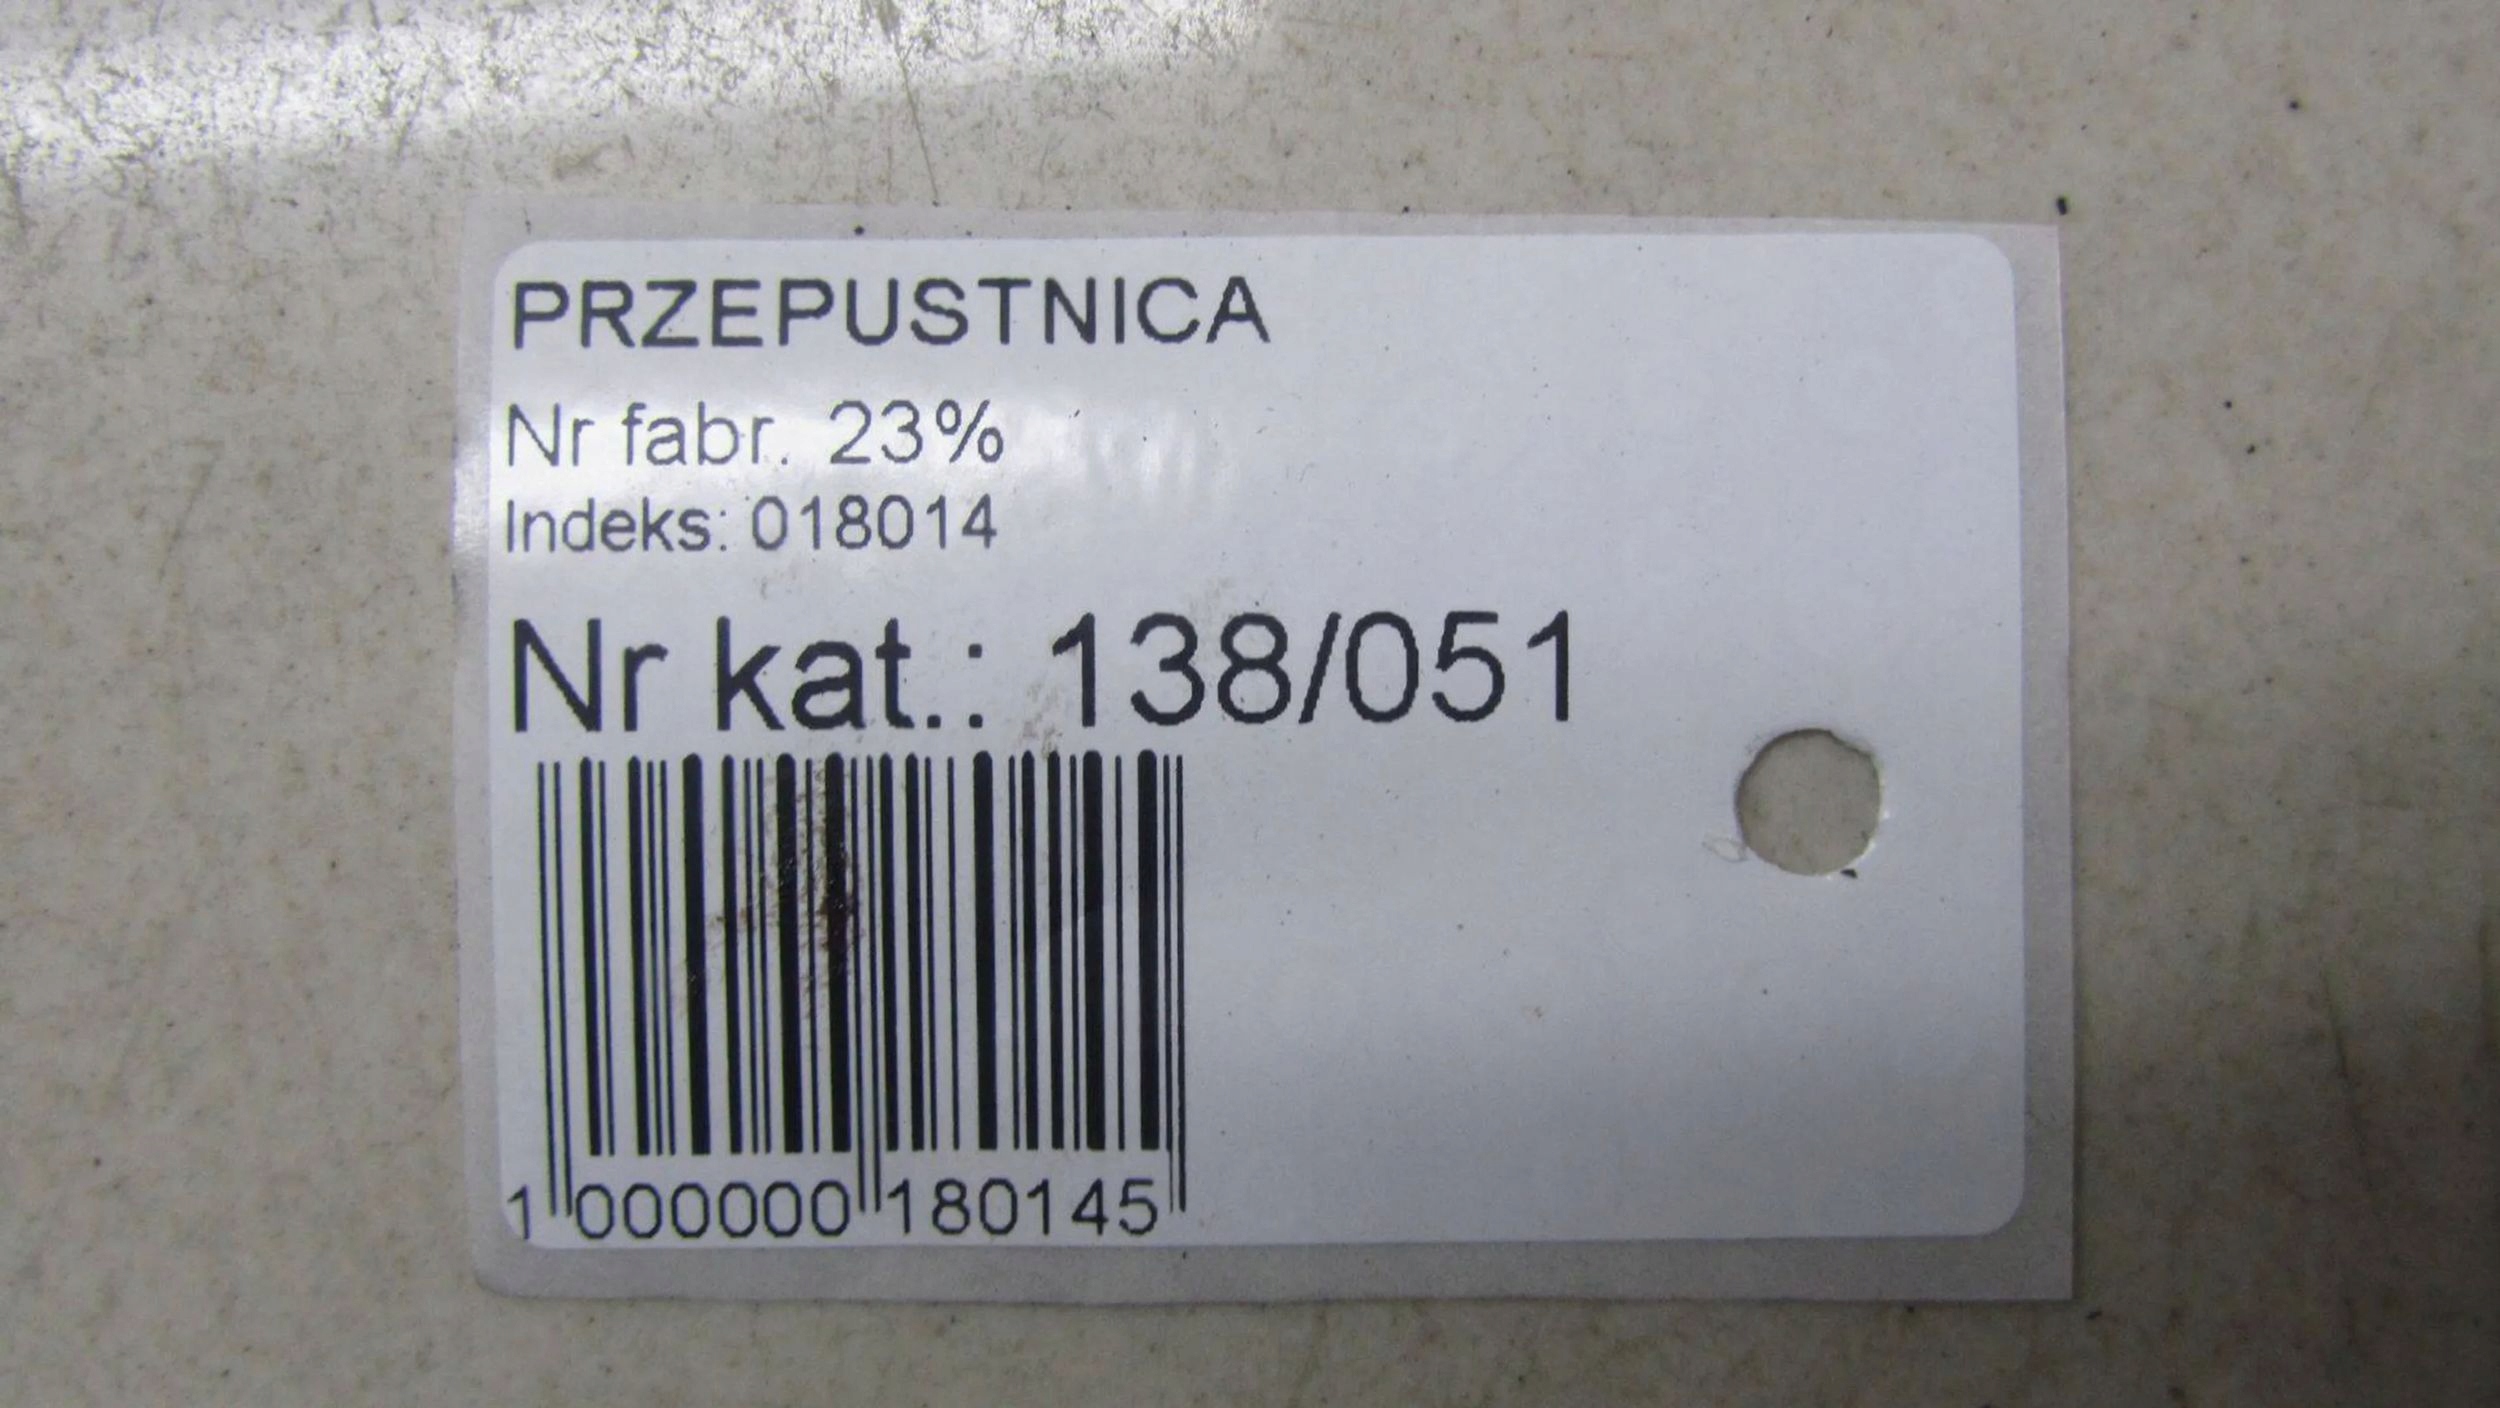 PRZEPUSTNICA
Nr fabr. 23%
Indeks: 018014
Nr kat.: 138/051
1 000000 180145